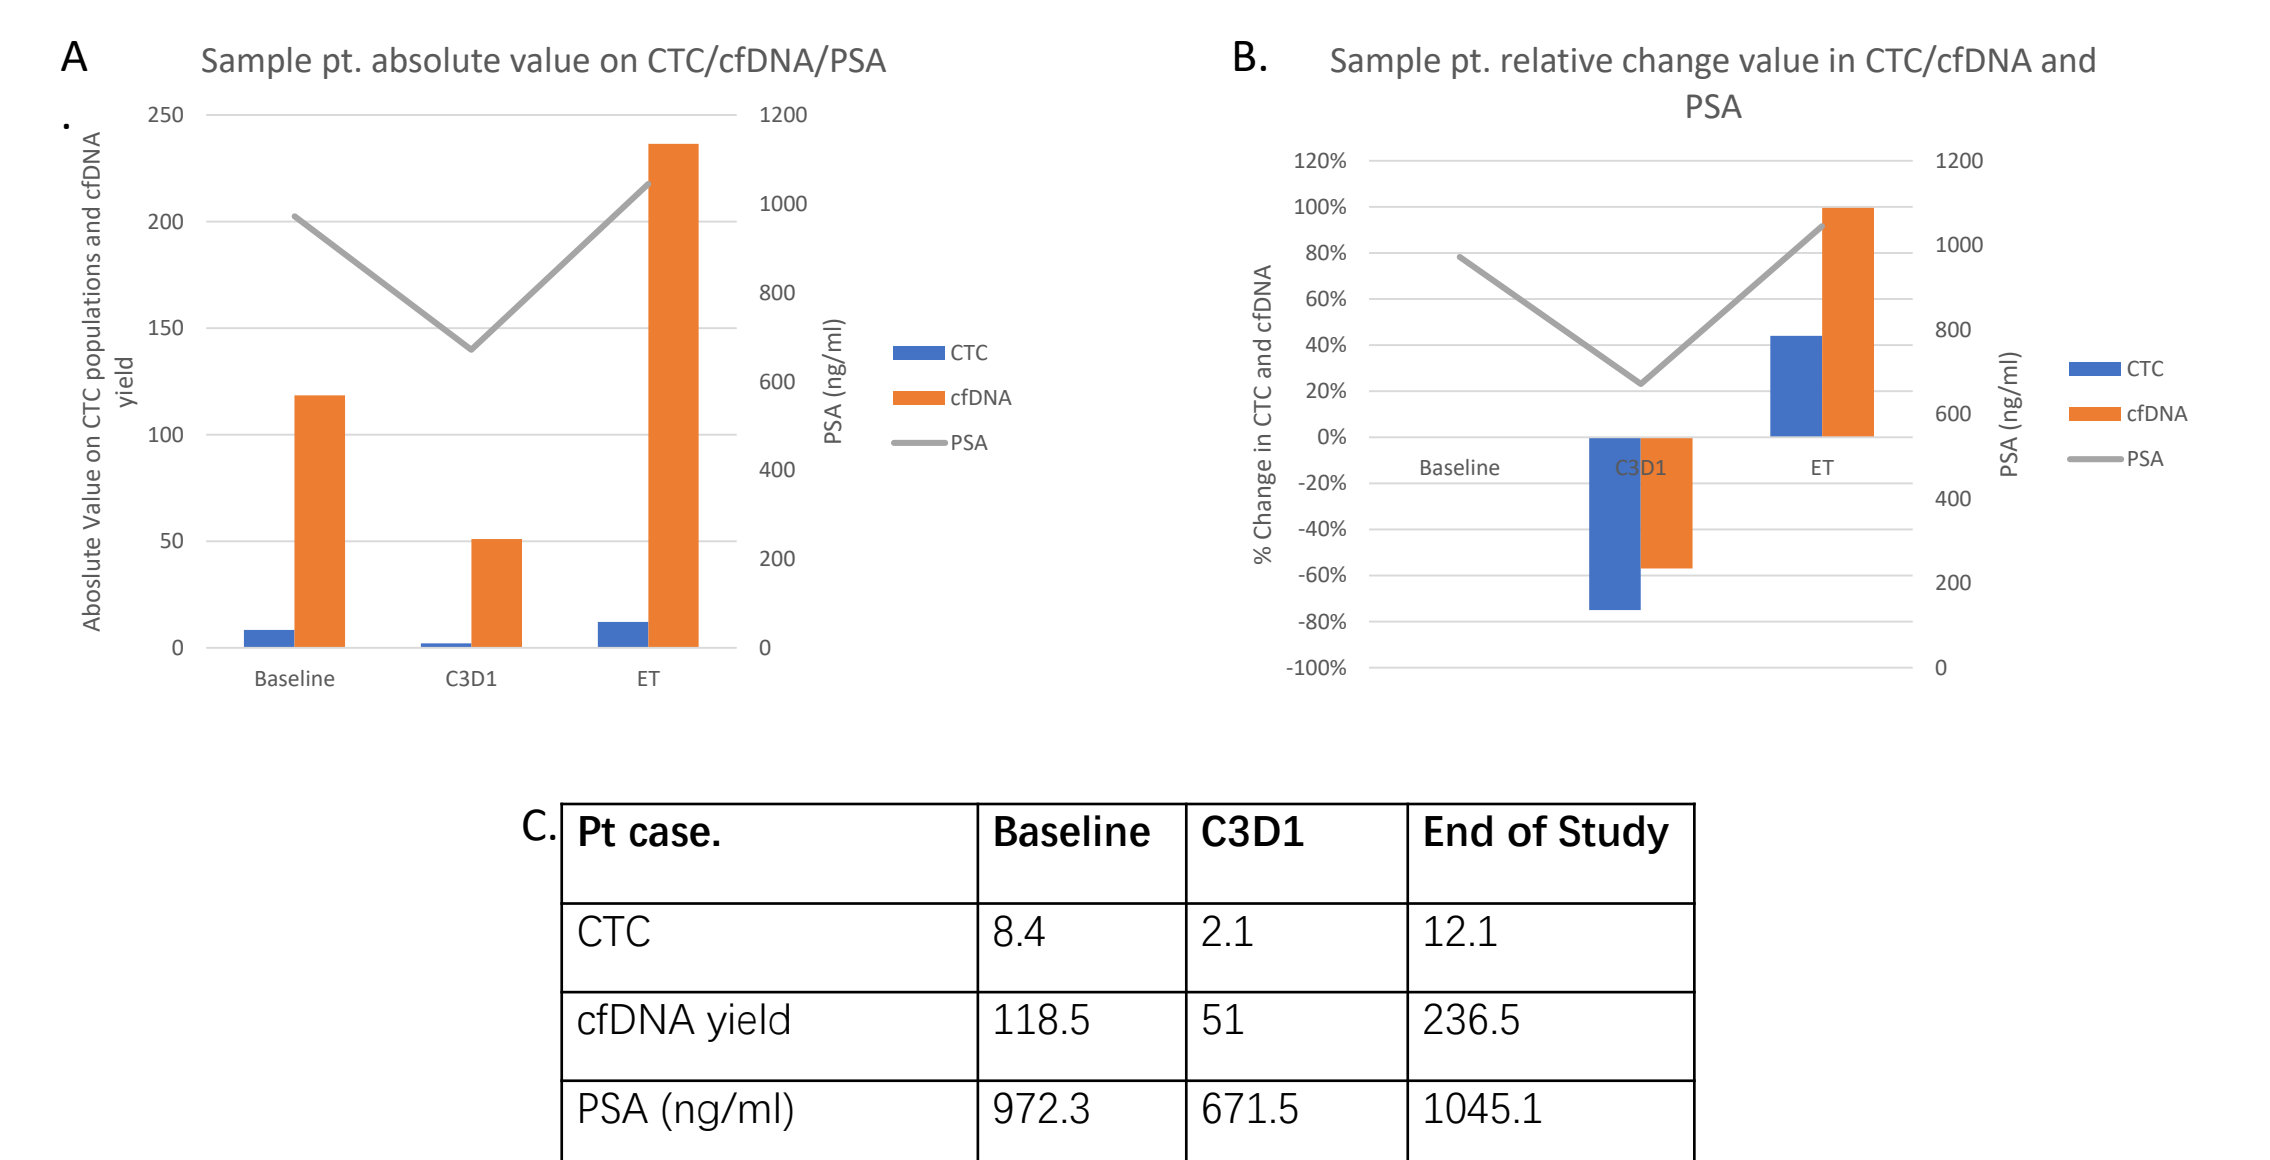 A
.
Sample pt. absolute value on CTC/cfDNA/PSA
Aboslute Value on CTC populations and cfDNA
yield
250
200
150
100
50
0
1200
1000
800
600
400
200
0
PSA (ng/ml)
Baseline C3D1 ET
CTC
cfDNA
PSA
B.
Sample pt. relative change value in CTC/cfDNA and
PSA
% Change in CTC and cfDNA
120%
100%
80%
60%
40%
20%
0%
-20%
-40%
-60%
-80%
-100%
1200
1000
800
600
400
200
0
PSA (ng/ml)
Baseline C3D1 ET
CTC
cfDNA
PSA
C.
Pt case. Baseline C3D1 End of Study
CTC 8.4 2.1 12.1
cfDNA yield 118.5 51 236.5
PSA (ng/ml) 972.3 671.5 1045.1